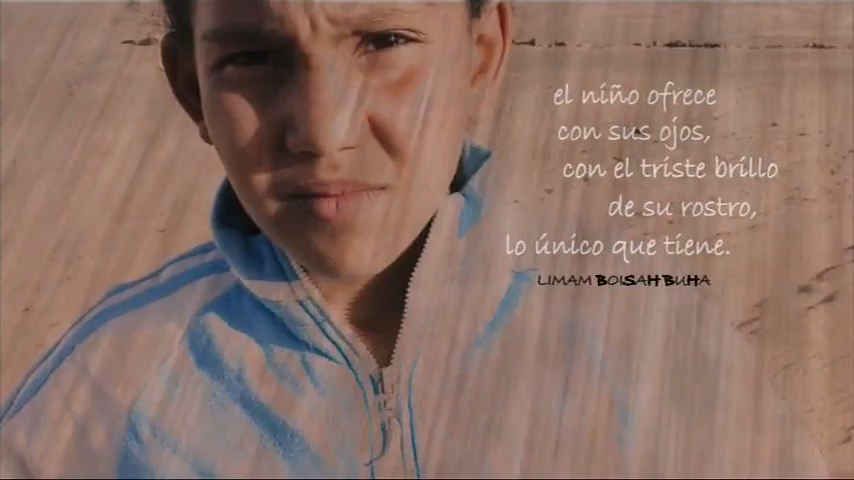 el niño ofrece
con sus ojos,
con el triste brillo
de su rostro,
lo único que tiene.
LIMAM BOISAH BUHA